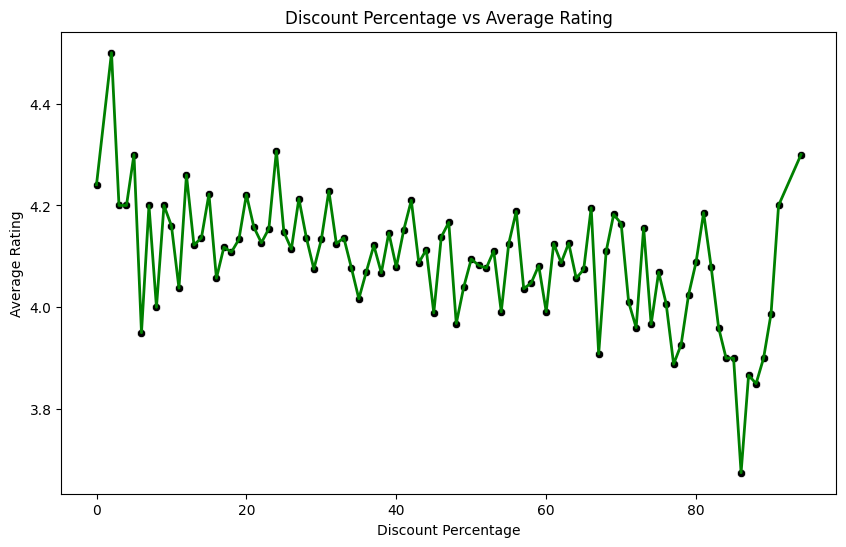 Discount Percentage vs Average Rating
4.4
4.2
4.0
3.8
Average Rating
0 20 40 60 80
Discount Percentage